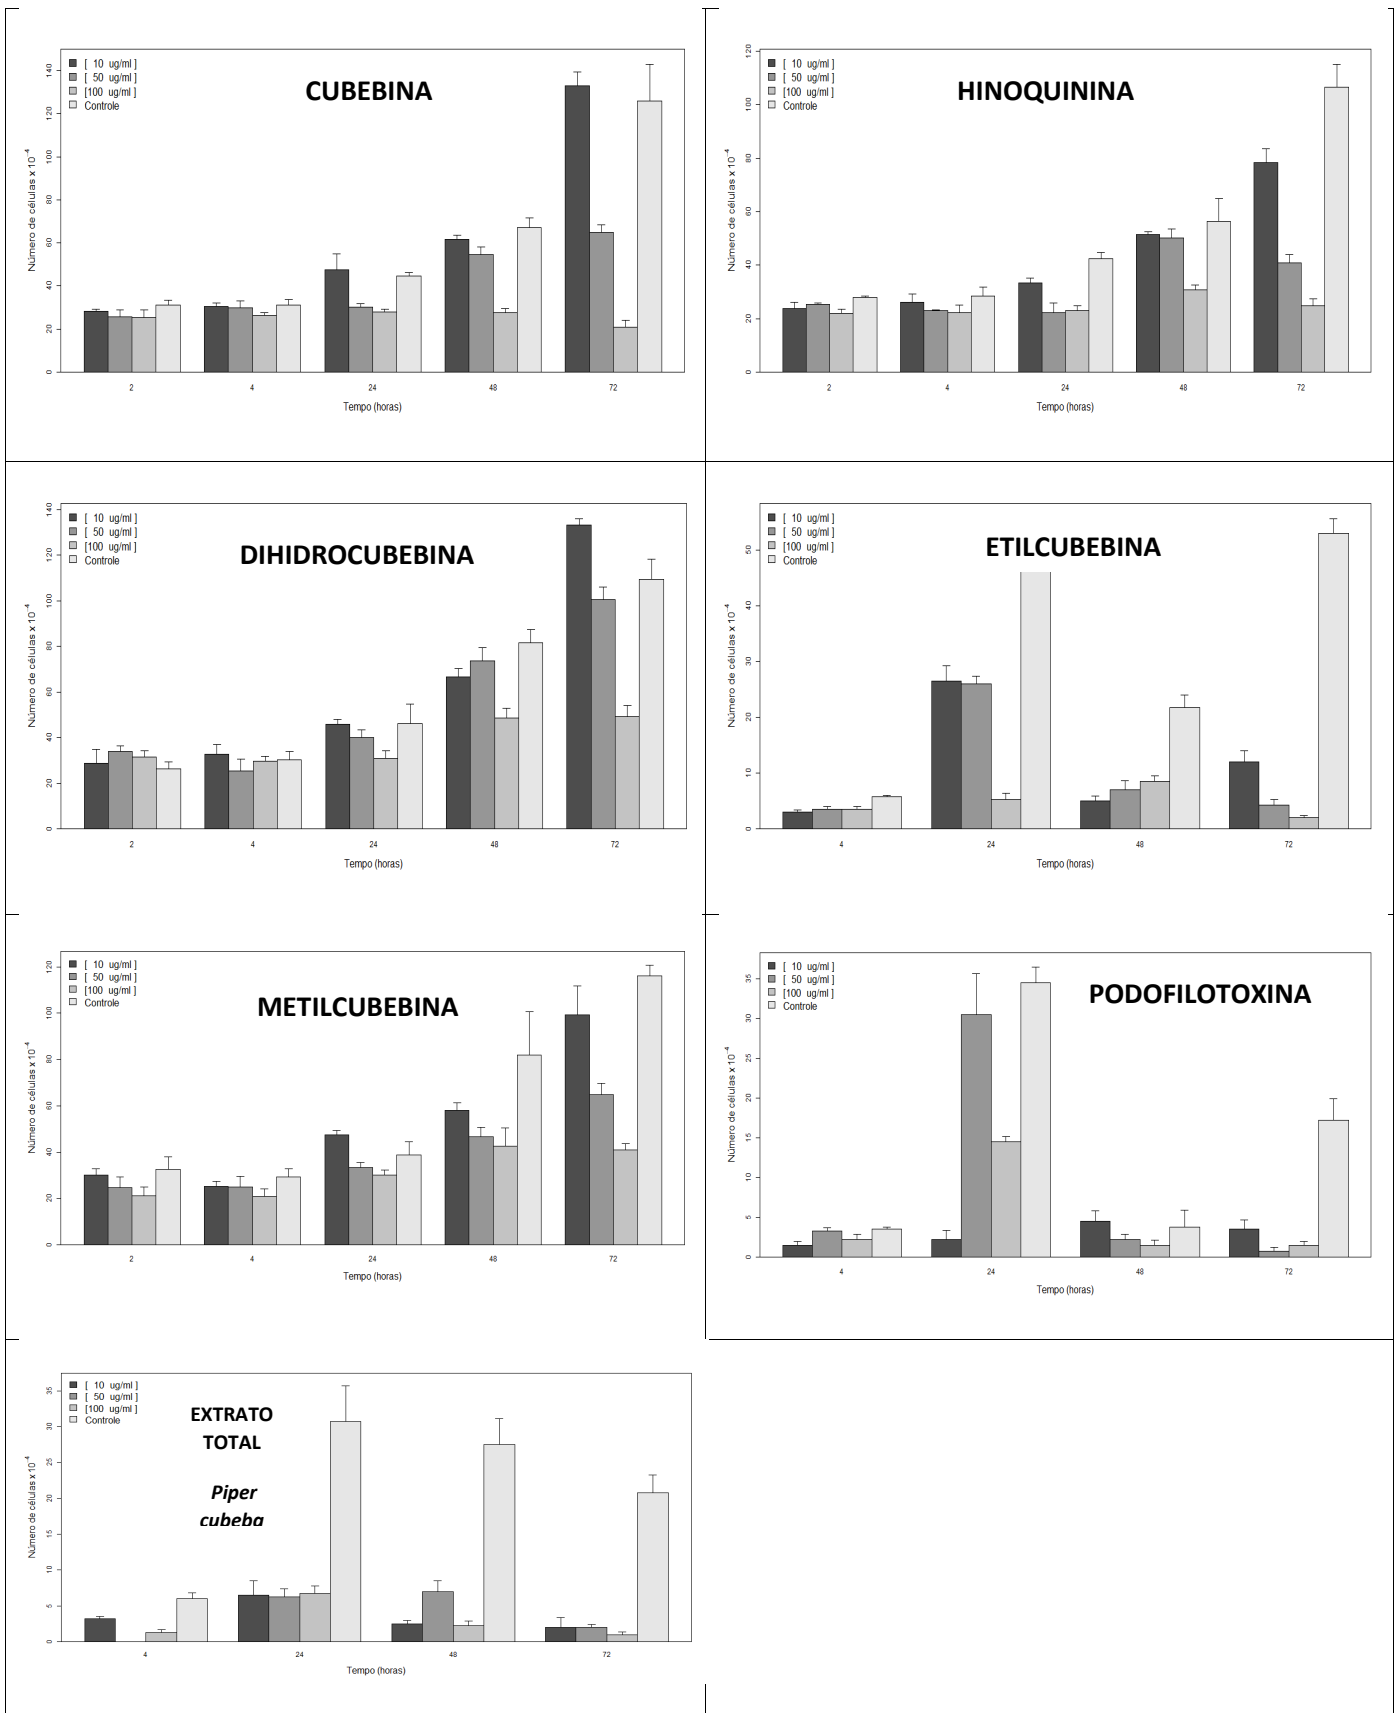 [ 10 ug/ml ]
[ 50 ug/ml ]
[100 ug/ml ]
Controle
CUBEBINA
Número de células x 10^-4
0 20 40 60 80 100 120 140
2 4 24 48 72
Tempo (horas)
[ 10 ug/ml ]
[ 50 ug/ml ]
[100 ug/ml ]
Controle
HINOQUININA
Número de células x 10^-4
0 20 40 60 80 100 120
2 4 24 48 72
Tempo (horas)
[ 10 ug/ml ]
[ 50 ug/ml ]
[100 ug/ml ]
Controle
DIHIDROCUBEBINA
Número de células x 10^-4
0 20 40 60 80 100 120 140
2 4 24 48 72
Tempo (horas)
[ 10 ug/ml ]
[ 50 ug/ml ]
[100 ug/ml ]
Controle
ETILCUBEBINA
Número de células x 10^-4
0 10 20 30 40 50
4 24 48 72
Tempo (horas)
[ 10 ug/ml ]
[ 50 ug/ml ]
[100 ug/ml ]
Controle
METILCUBEBINA
Número de células x 10^-4
0 20 40 60 80 100 120
2 4 24 48 72
Tempo (horas)
[ 10 ug/ml ]
[ 50 ug/ml ]
[100 ug/ml ]
Controle
PODOFILOTOXINA
Número de células x 10^-4
0 5 10 15 20 25 30 35
4 24 48 72
Tempo (horas)
[ 10 ug/ml ]
[ 50 ug/ml ]
[100 ug/ml ]
Controle
EXTRATO
TOTAL
Piper
cubeba
Número de células x 10^-4
0 5 10 15 20 25 30 35
4 24 48 72
Tempo (horas)